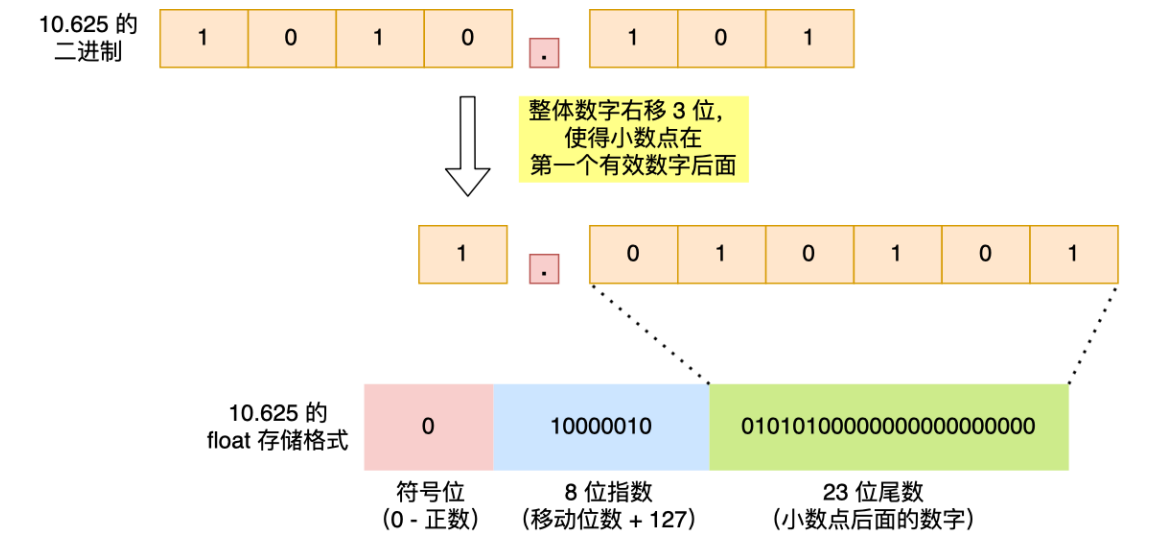 10.625 的
二进制
1 0 1 0 . 1 0 1
整体数字右移 3 位，
使得小数点在
第一个有效数字后面
1 . 0 1 0 1 0 1
10.625 的
float 存储格式
0 10000010 01010100000000000000000
符号位
（0 - 正数）
8 位指数
（移动位数 + 127）
23 位尾数
（小数点后面的数字）